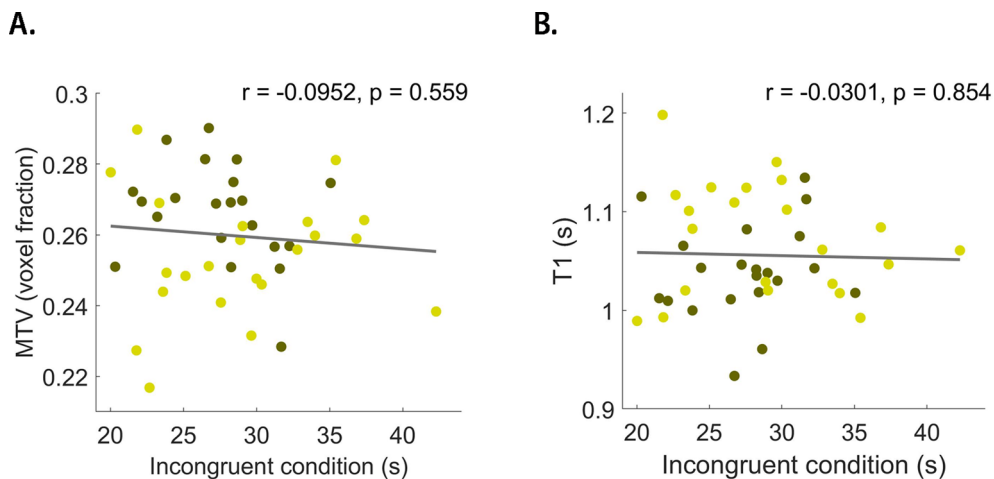 A.
r = -0.0952, p = 0.559
0.3
0.28
0.26
0.24
0.22
MTV (voxel fraction)
20 25 30 35 40
Incongruent condition (s)
B.
r = -0.0301, p = 0.854
1.2
1.1
1
0.9
T1 (s)
20 25 30 35 40
Incongruent condition (s)